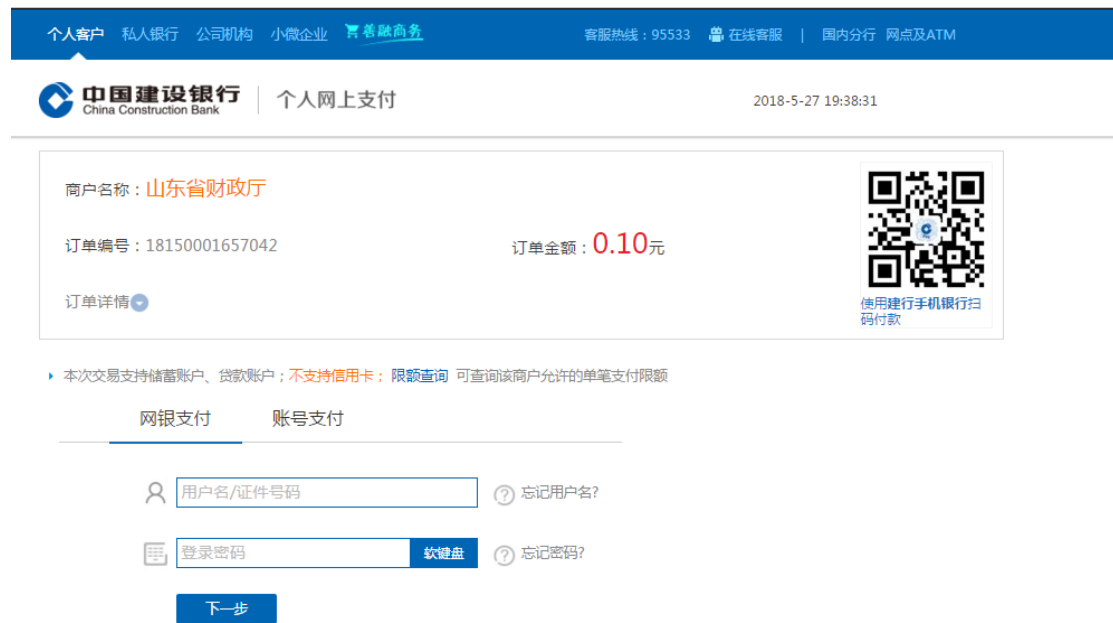 个人客户 私人银行 公司机构 小微企业 善融商务 客服热线：95533 在线客服 | 国内分行 网点及ATM
中国建设银行 个人网上支付 2018-5-27 19:38:31
China Construction Bank
商户名称：山东省财政厅
订单编号：18150001657042 订单金额：0.10元
订单详情
使用建行手机银行扫
码付款
本次交易支持储蓄账户、贷款账户；不支持信用卡； 限额查询 可查询该商户允许的单笔支付限额
网银支付 账号支付
用户名/证件号码 ? 忘记用户名?
登录密码 软键盘 ? 忘记密码?
下一步